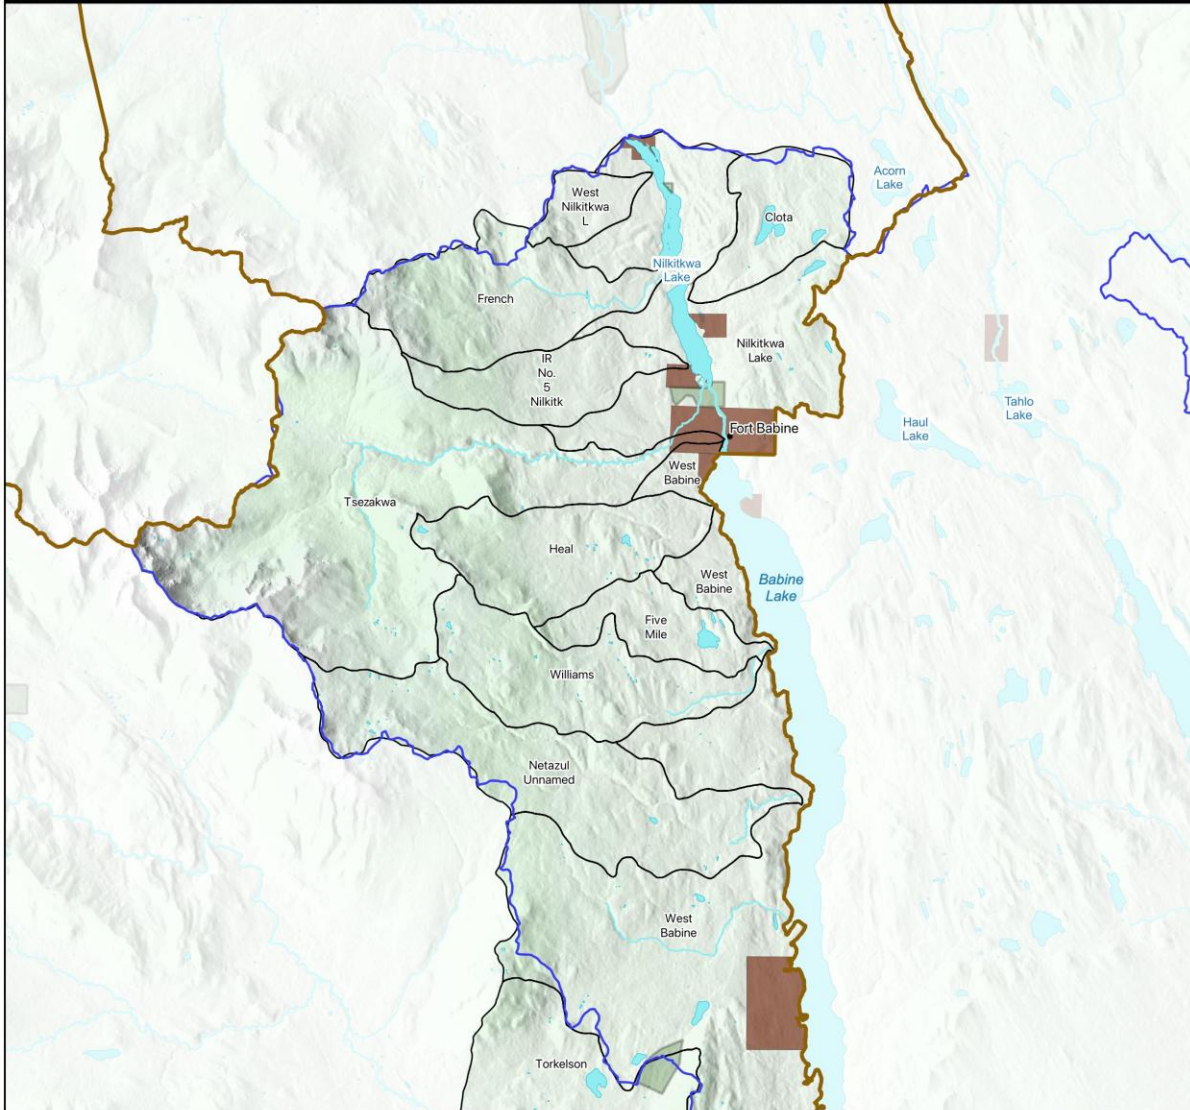 Acorn
Lake
West
Nilkitkwa
L
Clota
Nilkitkwa
Lake
French
Nilkitkwa
Lake
IR
No.
5
Nilkitk
Tahlo
Lake
Haul
Lake
Fort Babine
West
Babine
Tsezakwa
Heal
West
Babine
Babine
Lake
Five
Mile
Williams
Netazul
Unnamed
West
Babine
Torkelson